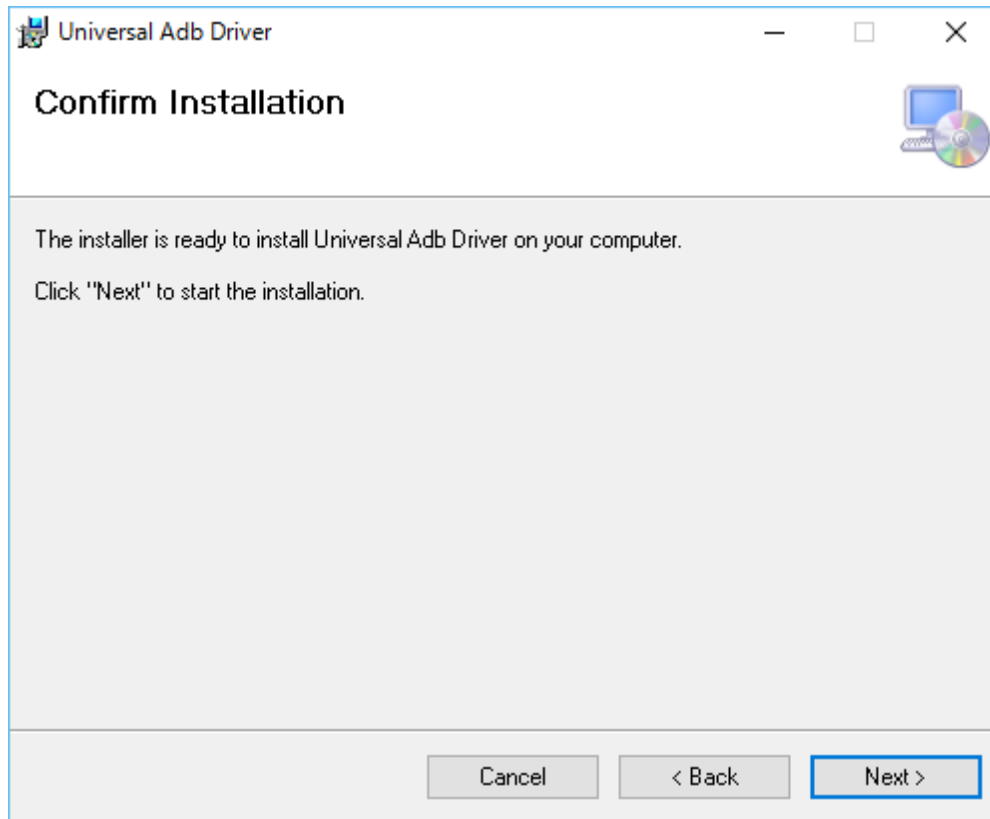 Universal Adb Driver
Confirm Installation
The installer is ready to install Universal Adb Driver on your computer.
Click "Next" to start the installation.
Cancel
< Back
Next >